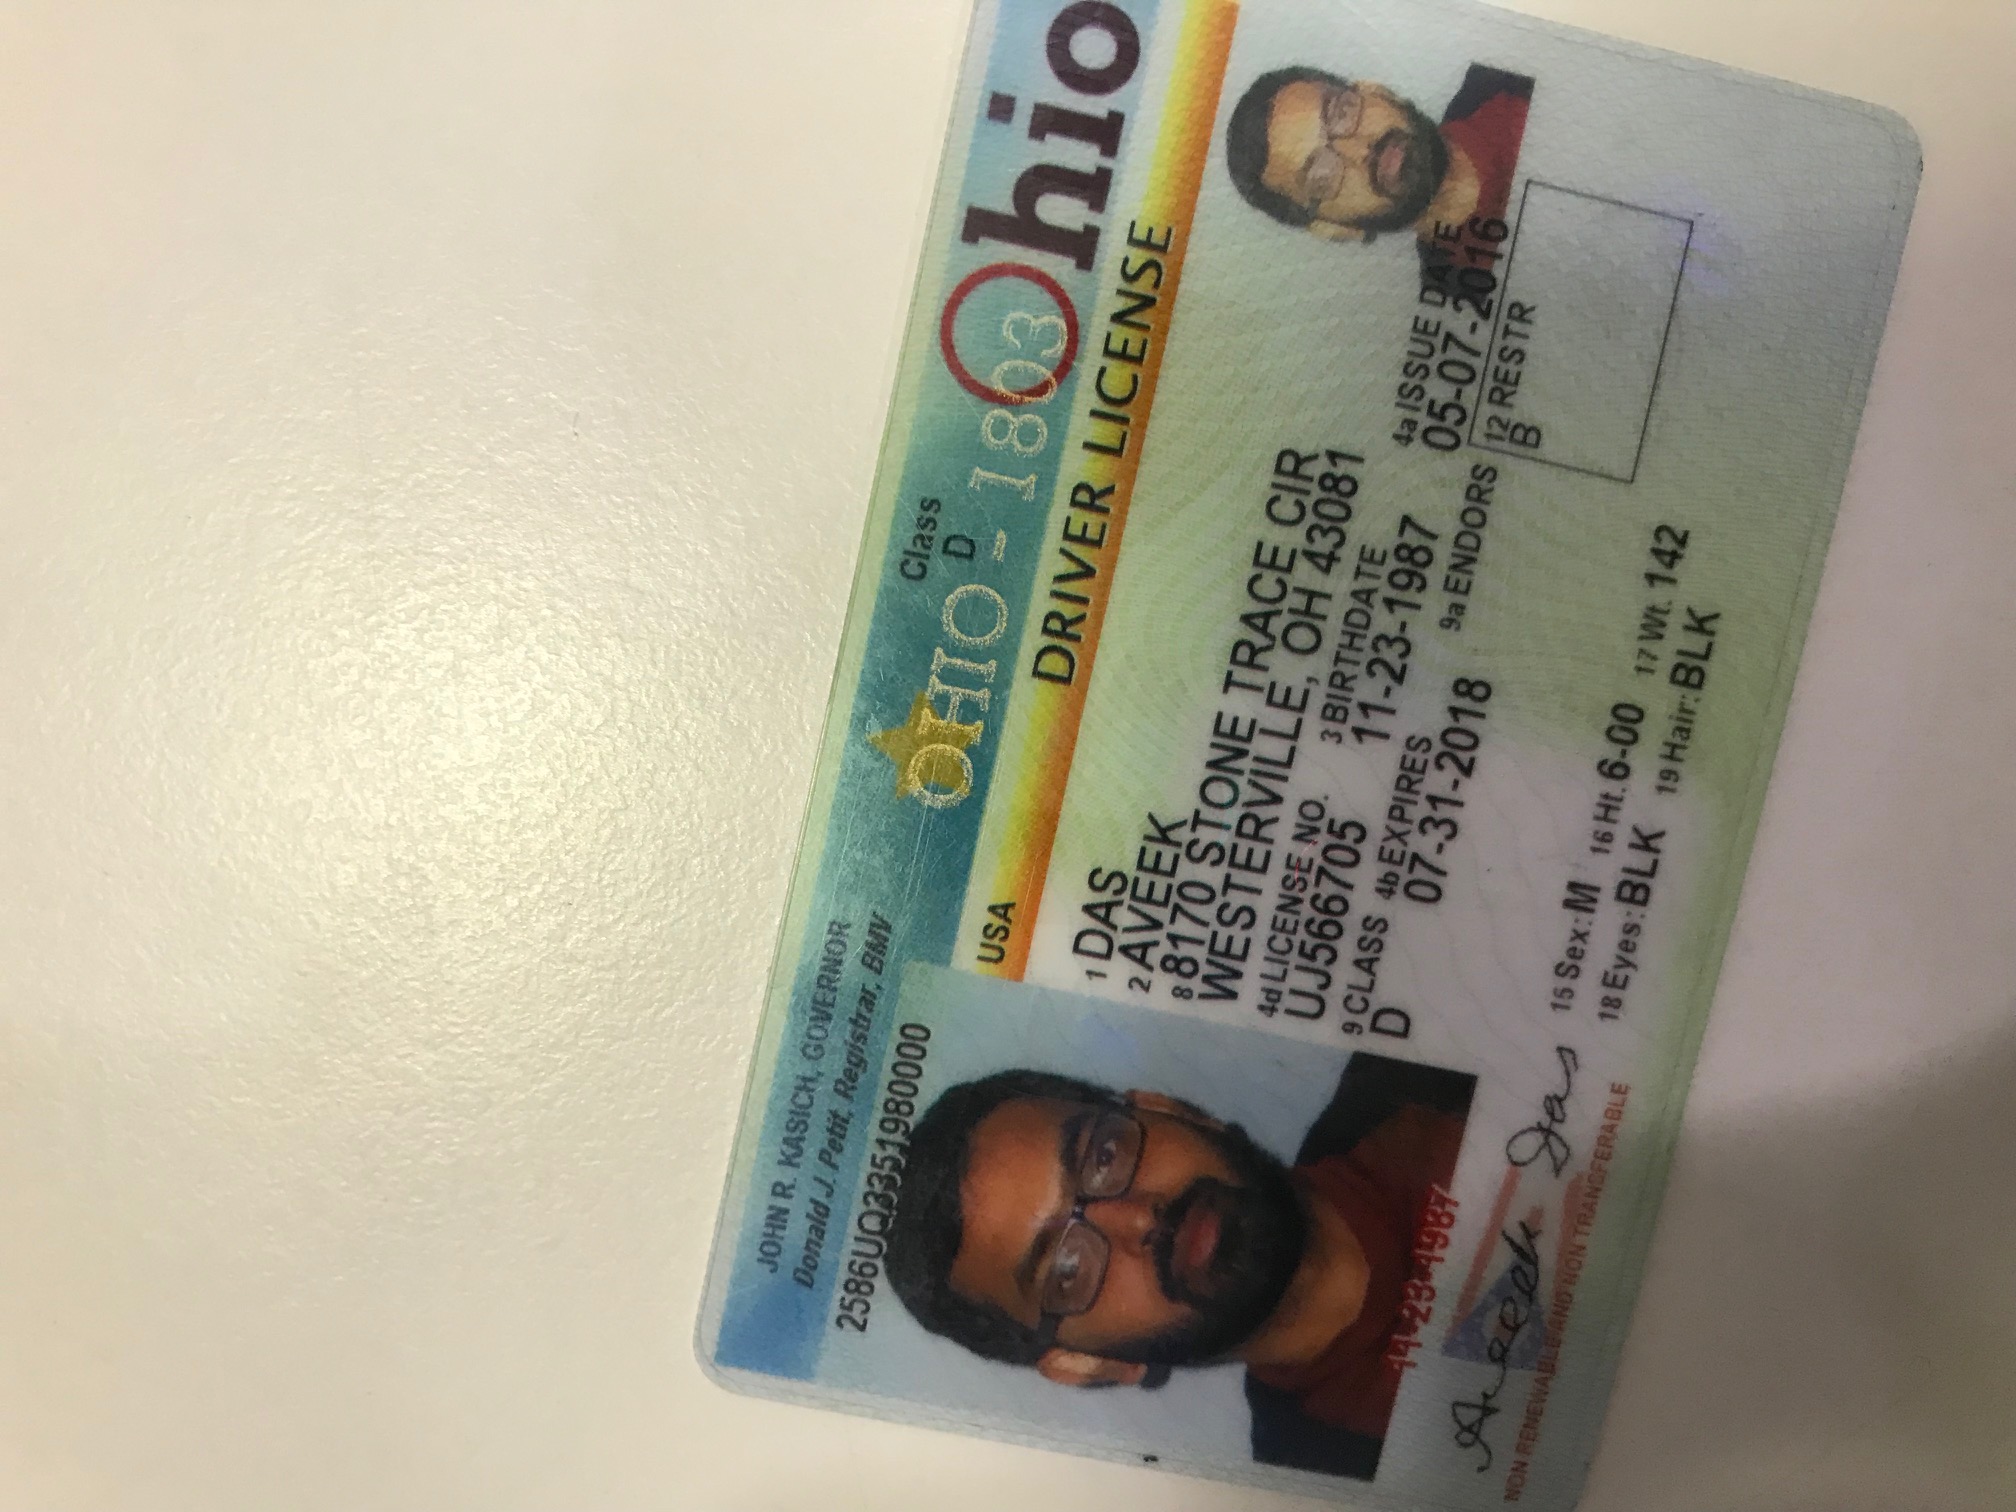 JOHN R. KASICH, GOVERNOR
Donald J. Petit, Registrar, BMV
2586UQ3351980000
OHIO - 1803
Class
D
Ohio
USA
DRIVER LICENSE
1 DAS
2 AVEEK
8 8170 STONE TRACE CIR
WESTERVILLE, OH 43081
4d LICENSE NO.
UJ566705
3 BIRTHDATE
11-23-1987
4a ISSUE DATE
05-07-2016
9 CLASS
D
4b EXPIRES
07-31-2018
9a ENDORS
12 RESTR
B
11-23-1987
Aveek Das
NON RENEWABLE AND NON TRANSFERABLE
15 Sex: M 16 Ht. 6-00 17 Wt. 142
18 Eyes: BLK 19 Hair: BLK